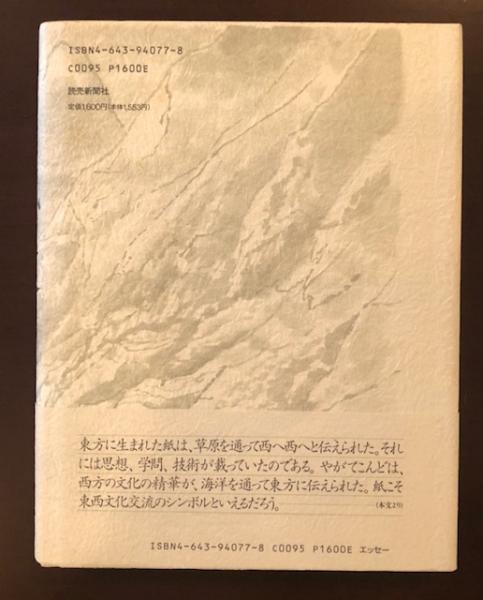 ISBN4-643-94077-8
C0095 P1600E
読売新聞社
定価1,600円(本体1,553円)
東方に生まれた紙は、草原を通って西へ西へと伝えられた。それ
には思想、学問、技術が載っていたのである。やがてこんどは、
西方の文化の精華が、海洋を通って東方に伝えられた。紙こそ
東西文化交流のシンボルといえるだろう。
(本文より)
ISBN4-643-94077-8 C0095 P1600E エッセー